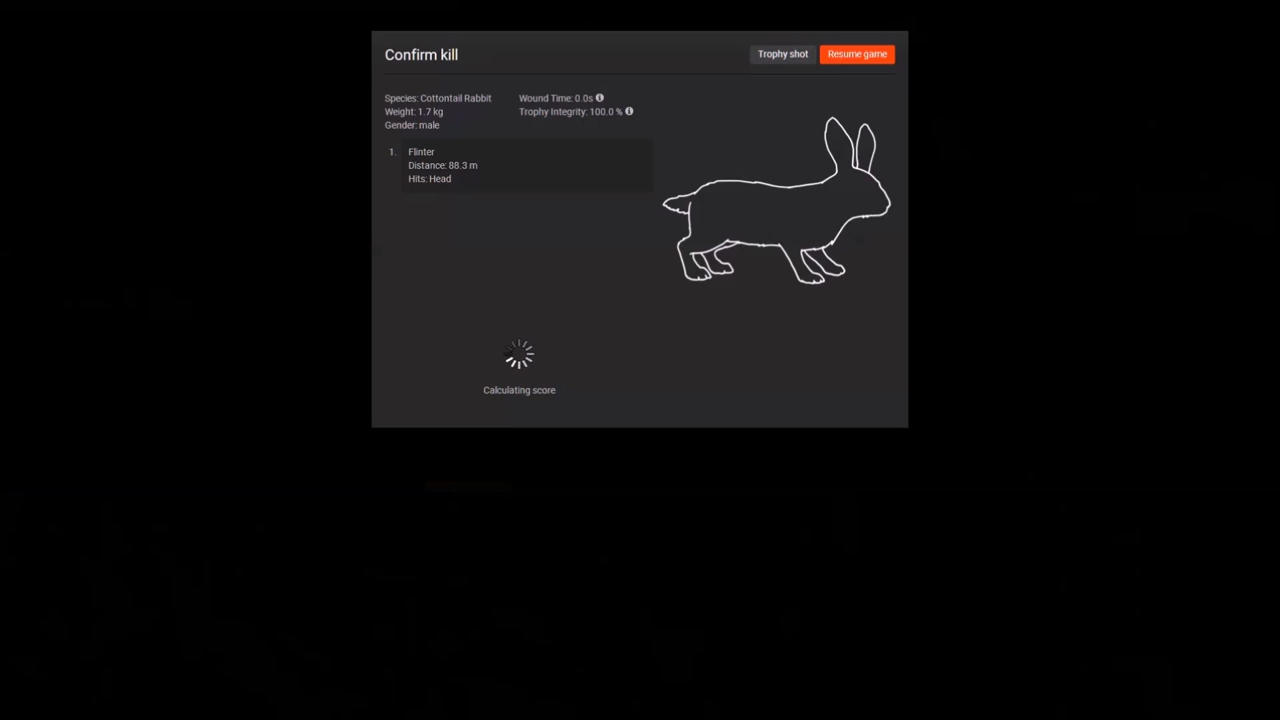 Confirm kill
Trophy shot
Resume game
Species: Cottontail Rabbit
Weight: 1.7 kg
Gender: male
Wound Time: 0.0s
Trophy Integrity: 100.0 %
1.
Flinter
Distance: 88.3 m
Hits: Head
Calculating score